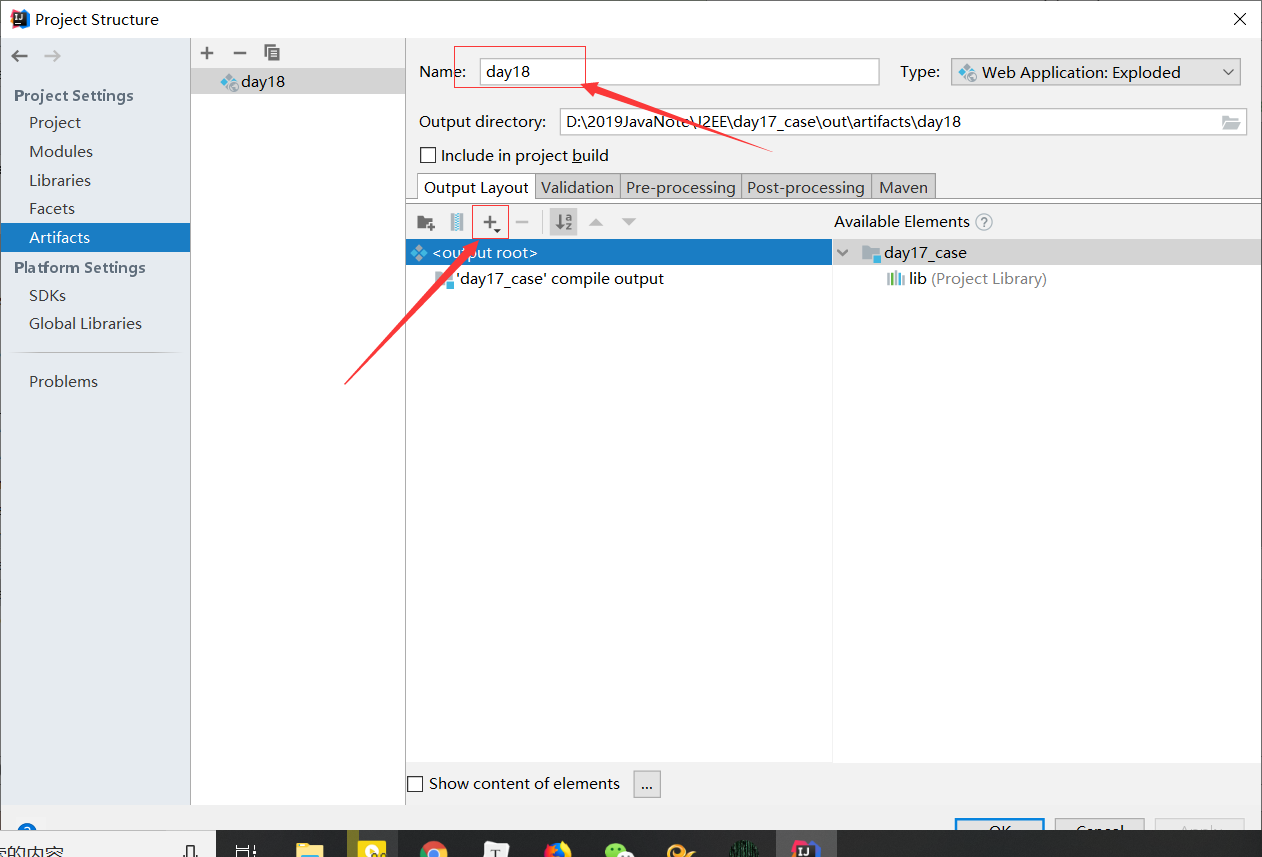 Project Structure
Project Settings
Project
Modules
Libraries
Facets
Artifacts
Platform Settings
SDKs
Global Libraries
Problems
day18
Name: day18
Type: Web Application: Exploded
Output directory: D:\2019JavaNote\J2EE\day17_case\out\artifacts\day18
Include in project build
Output Layout Validation Pre-processing Post-processing Maven
Available Elements ?
<output root>
'day17_case' compile output
day17_case
lib (Project Library)
Show content of elements ...
OK Cancel Apply
的内容